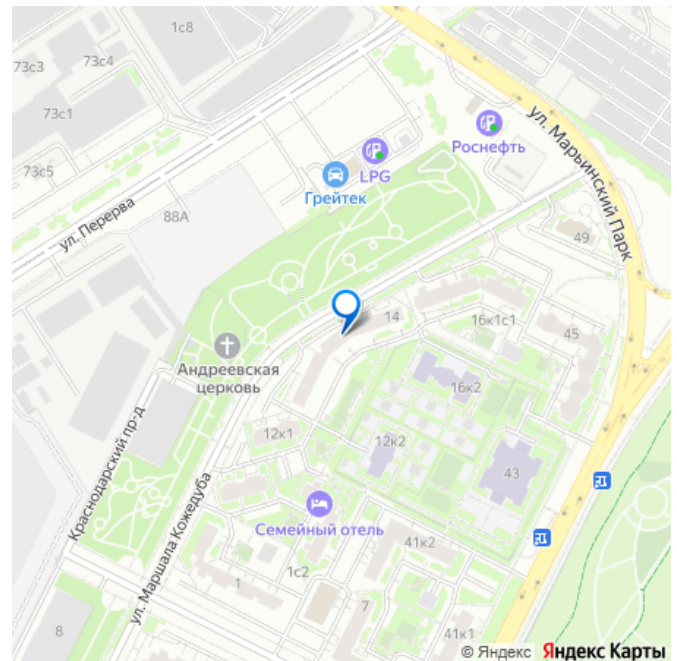 1с8
73с3
73с4
73с1
73с5
ул. Марьинский Парк
Роснефть
LPG
Грейтек
ул. Перерва
88А
49
14
16к1с1
45
Андреевская
церковь
16к2
Краснодарский пр-д
12к1
12к2
43
ул. Маршала Кожедуба
Семейный отель
41к2
1
1с2
7
8
41к1
© Яндекс Яндекс Карты